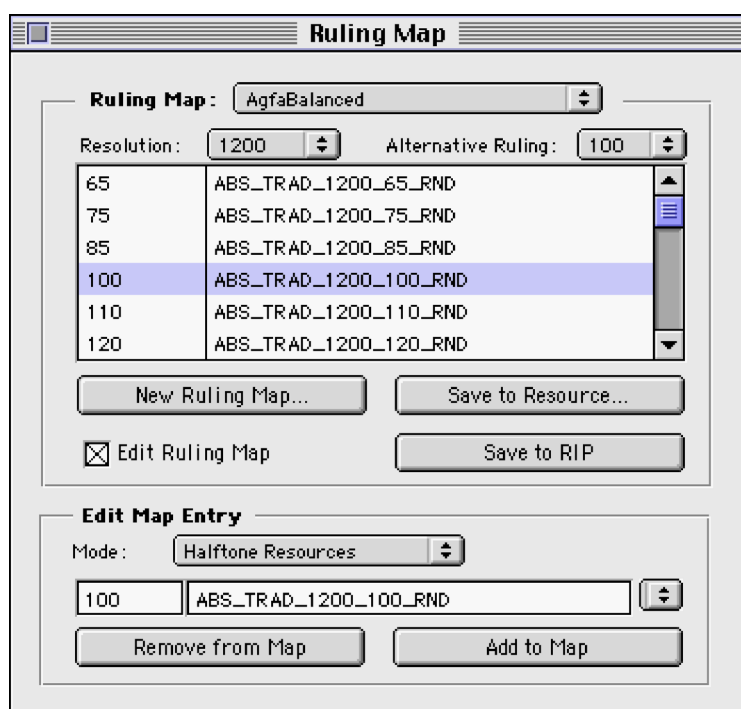 Ruling Map
Ruling Map: AgfaBalanced
Resolution: 1200 Alternative Ruling: 100
65 ABS_TRAD_1200_65_RND
75 ABS_TRAD_1200_75_RND
85 ABS_TRAD_1200_85_RND
100 ABS_TRAD_1200_100_RND
110 ABS_TRAD_1200_110_RND
120 ABS_TRAD_1200_120_RND
New Ruling Map... Save to Resource...
Edit Ruling Map Save to RIP
Edit Map Entry
Mode: Halftone Resources
100 ABS_TRAD_1200_100_RND
Remove from Map Add to Map